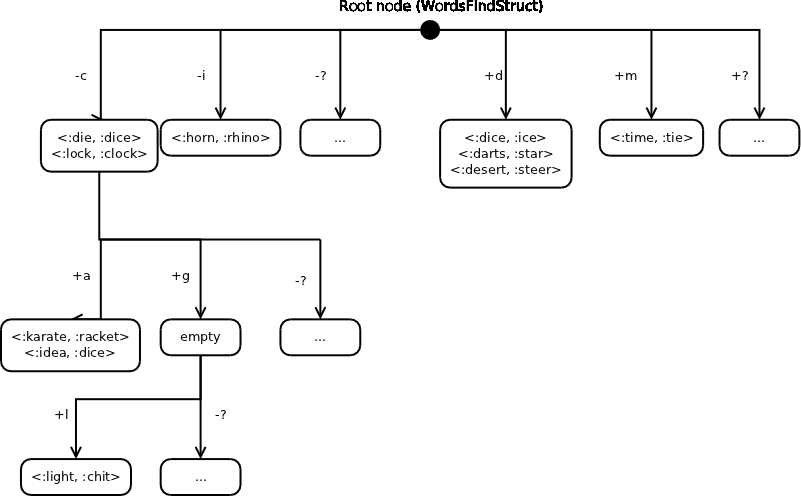 Root node (WordsFindStruct)
-c
-i
-?
+d
+m
+?
<:die, :dice>
<:lock, :clock>
<:horn, :rhino>
...
<:dice, :ice>
<:darts, :star>
<:desert, :steer>
<:time, :tie>
...
+a
+g
-?
<:karate, :racket>
<:idea, :dice>
empty
...
+l
-?
<:light, :chit>
...